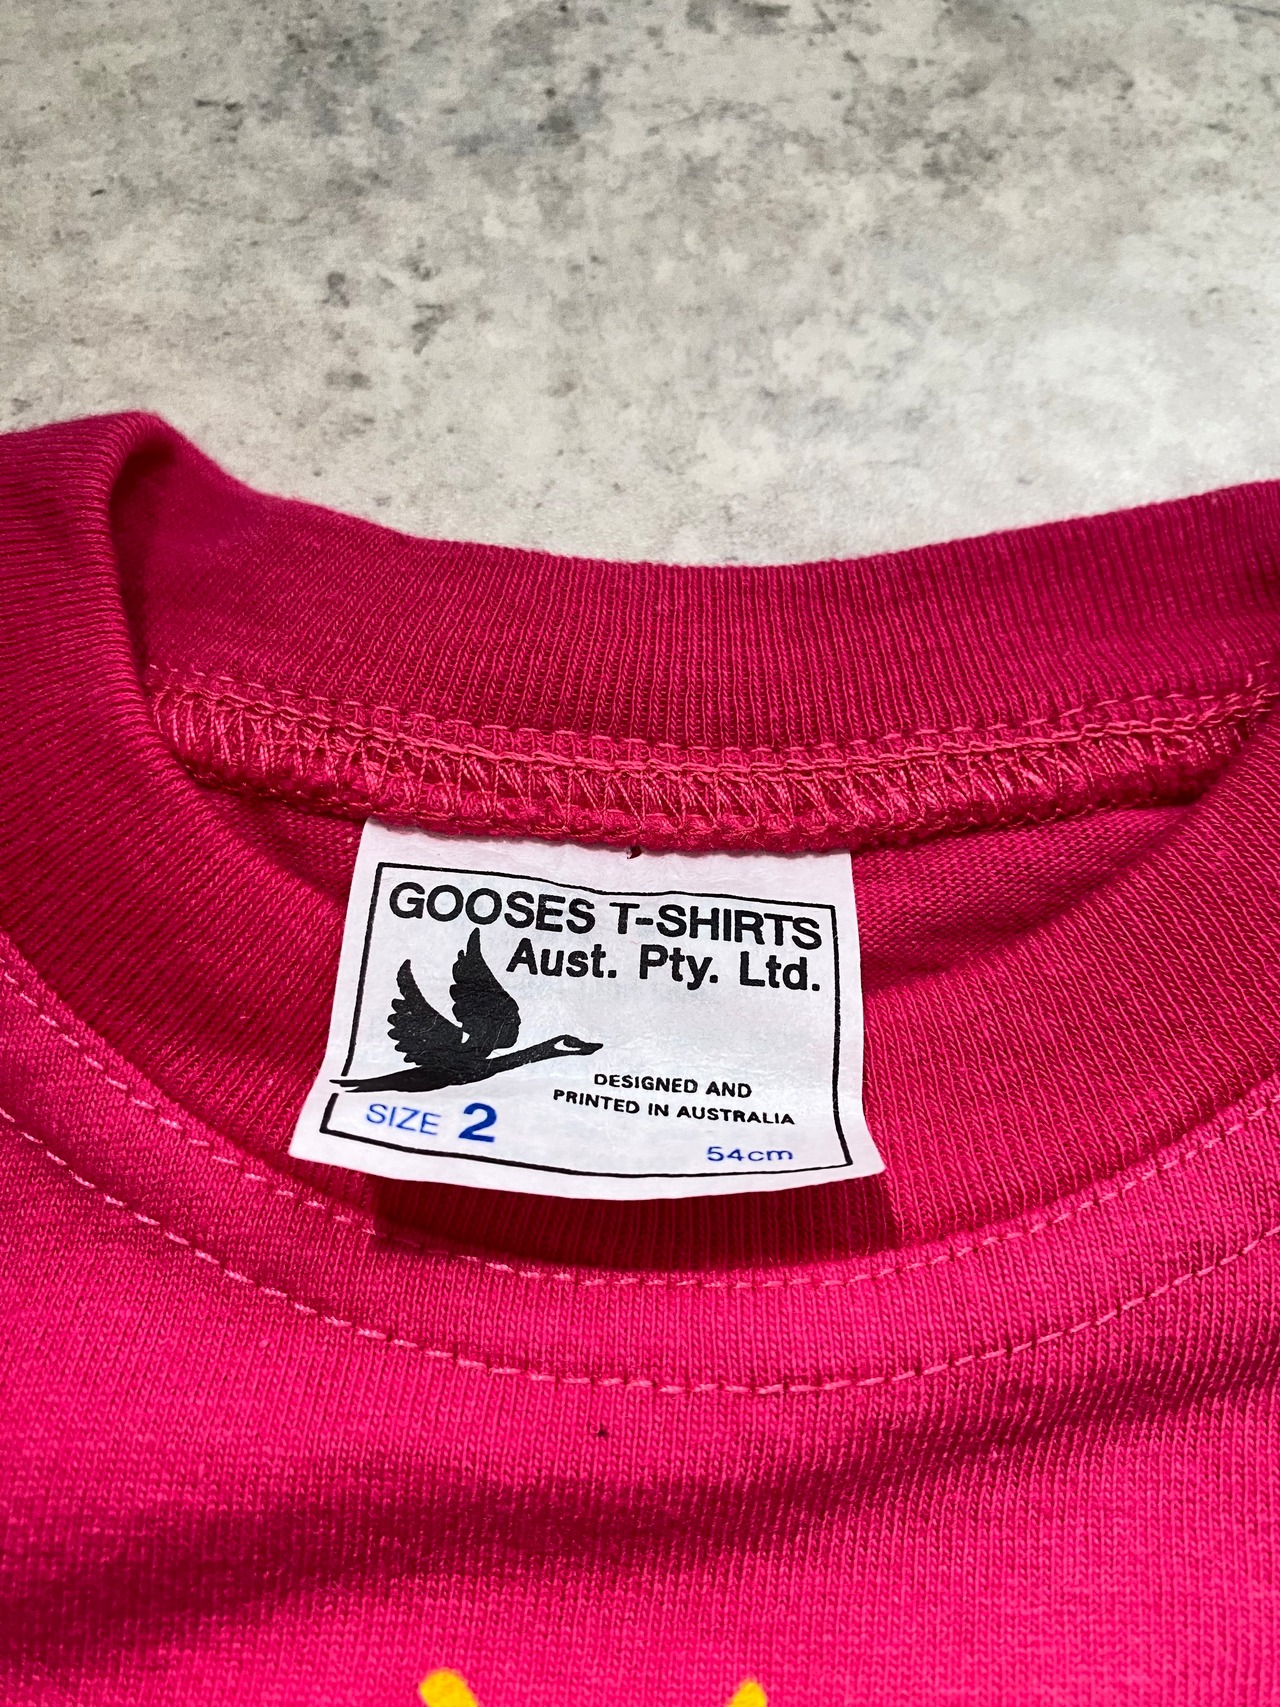 GOOSES T-SHIRTS
Aust. Pty. Ltd.
DESIGNED AND
PRINTED IN AUSTRALIA
SIZE 2
54cm